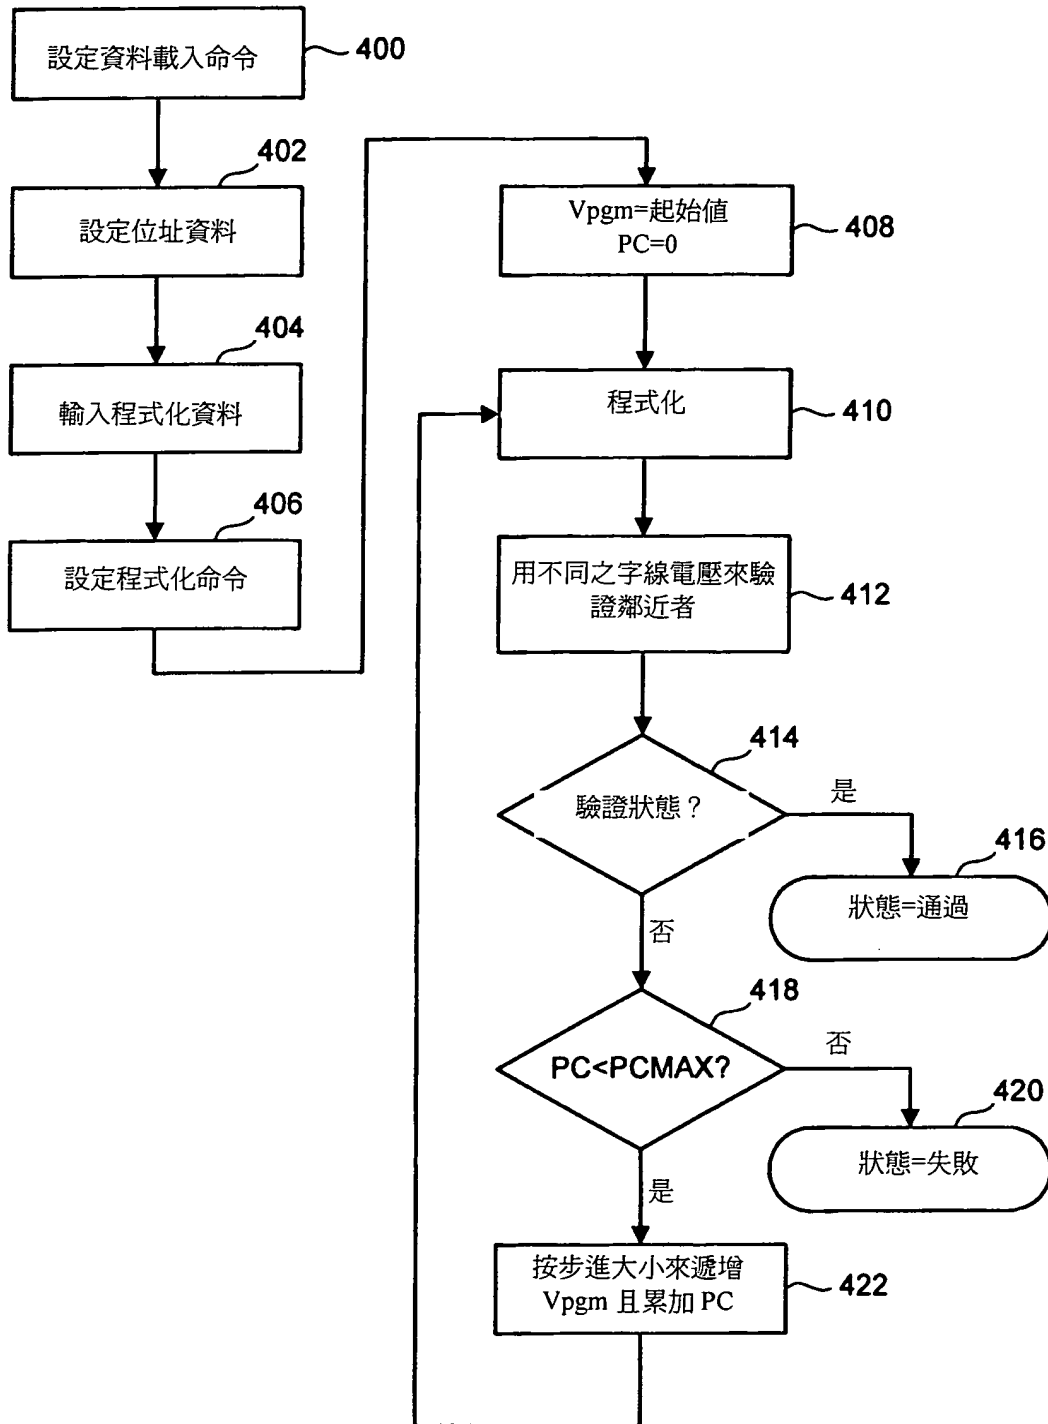 設定資料載入命令
400
402
設定位址資料
404
輸入程式化資料
406
設定程式化命令
Vpgm=起始值
PC=0
408
程式化
410
用不同之字線電壓來驗
證鄰近者
412
414
驗證狀態？
是
416
狀態=通過
否
418
PC<PCMAX?
否
420
狀態=失敗
是
按步進大小來遞增
Vpgm 且累加 PC
422